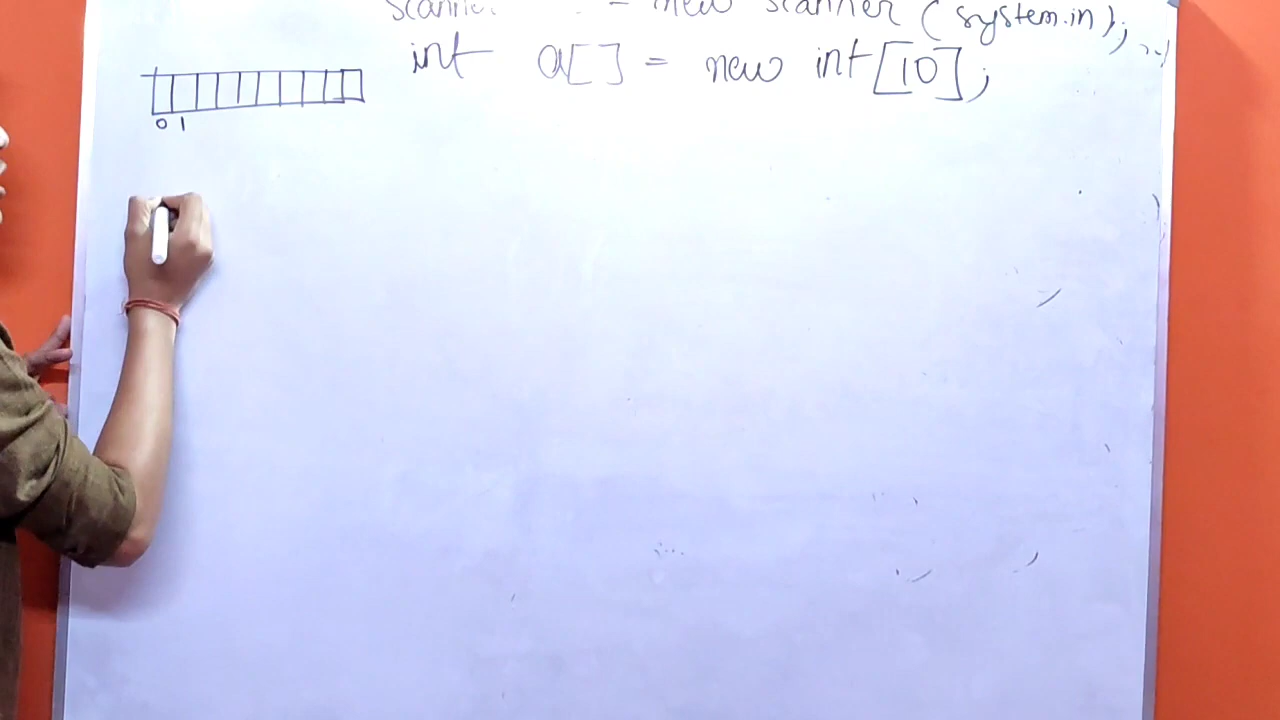 = new scanner (system.in);
int a[] = new int[10];
0 1